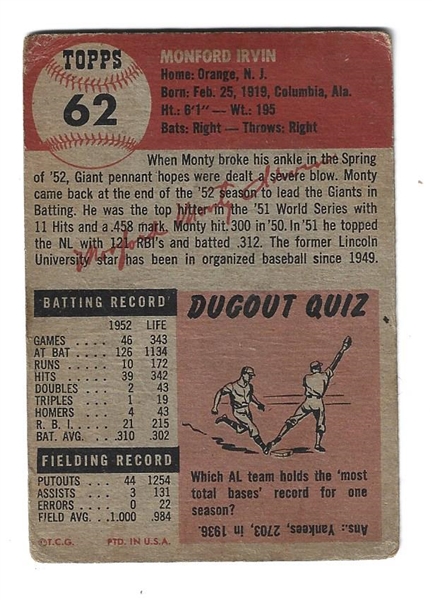 TOPPS
62
MONFORD IRVIN
Home: Orange, N. J.
Born: Feb. 25, 1919, Columbia, Ala.
Ht.: 6'1"— Wt.: 195
Bats: Right — Throws: Right
When Monty broke his ankle in the Spring
of '52, Giant pennant hopes were dealt a severe blow. Monty
came back at the end of the '52 season to lead the Giants in
Batting. He was the top hitter in the '51 World Series with
11 Hits and a .458 mark. Monty hit .300 in '50. In '51 he topped
the NL with 121 RBI's and batted .312. The former Lincoln
University star has been in organized baseball since 1949.
Monford Monty Irvin
BATTING RECORD
1952 LIFE
GAMES 46 343
AT BAT 126 1134
RUNS 10 172
HITS 39 342
DOUBLES 2 43
TRIPLES 1 19
HOMERS 4 43
R. B. I. 21 215
BAT. AVG. .310 .302
FIELDING RECORD
PUTOUTS 44 1254
ASSISTS 3 131
ERRORS 0 22
FIELD AVG. 1.000 .984
©T.C.G. PTD. IN U.S.A.
DUGOUT QUIZ
Which AL team holds the 'most
total bases' record for one
season?
Ans.: Yankees, 2703, in 1936.